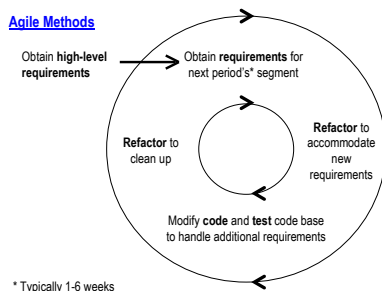 Agile Methods
Obtain high-level
requirements
Obtain requirements for
next period's* segment
Refactor to
clean up
Refactor to
accommodate
new
requirements
Modify code and test code base
to handle additional requirements
* Typically 1-6 weeks